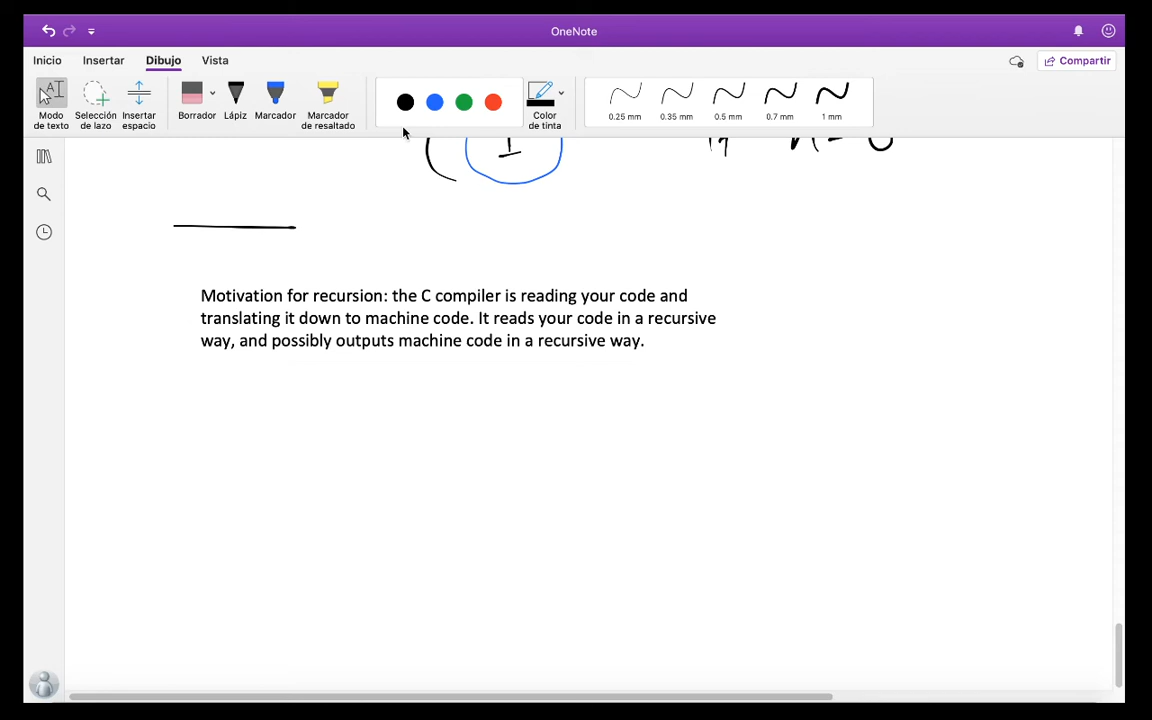 OneNote
Inicio Insertar Dibujo Vista Compartir
Modo de texto Selección de lazo Insertar espacio Borrador Lápiz Marcador Marcador de resaltado Color de tinta 0.25 mm 0.35 mm 0.5 mm 0.7 mm 1 mm
1 n = 0
Motivation for recursion: the C compiler is reading your code and
translating it down to machine code. It reads your code in a recursive
way, and possibly outputs machine code in a recursive way.